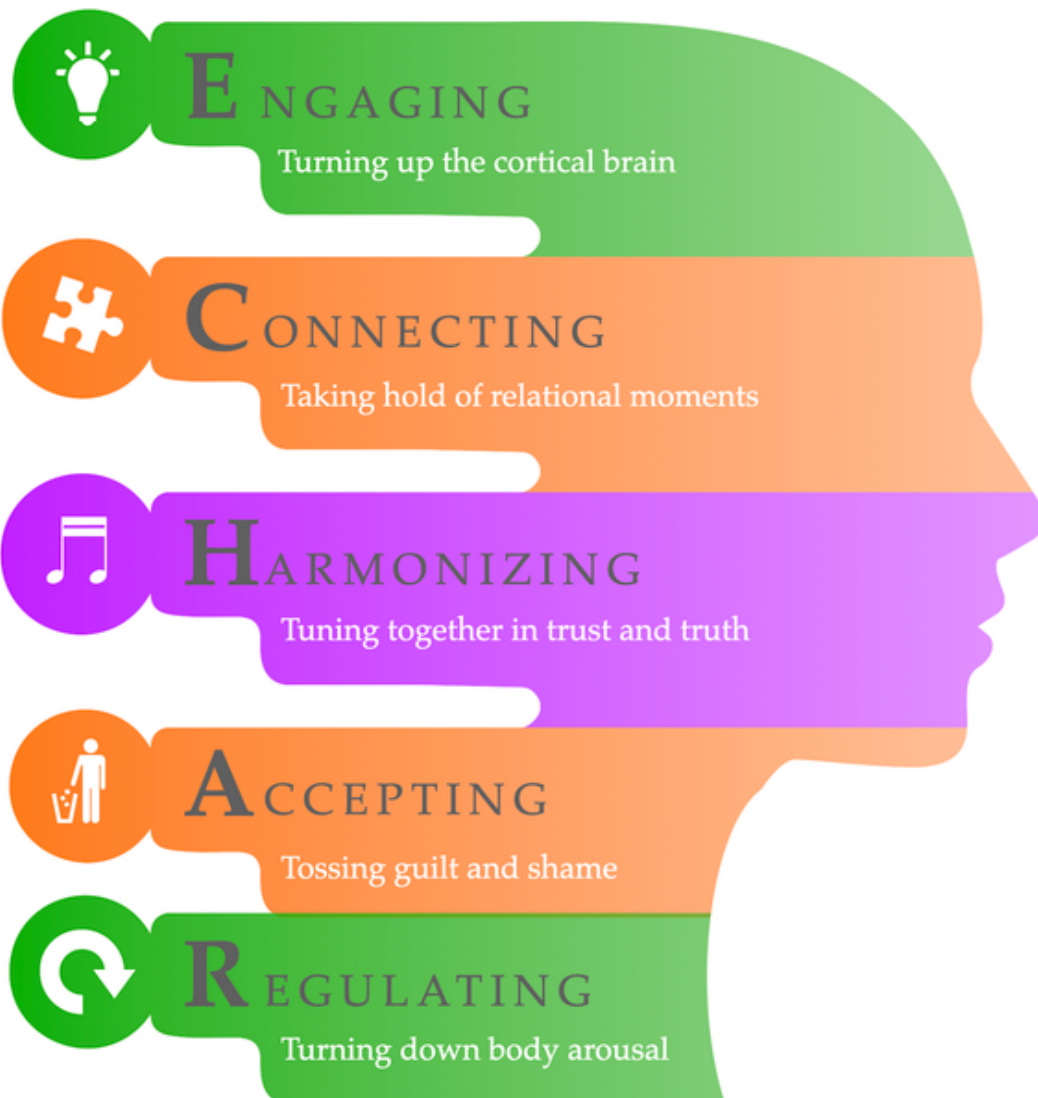 ENGAGING
Turning up the cortical brain
CONNECTING
Taking hold of relational moments
HARMONIZING
Tuning together in trust and truth
ACCEPTING
Tossing guilt and shame
REGULATING
Turning down body arousal